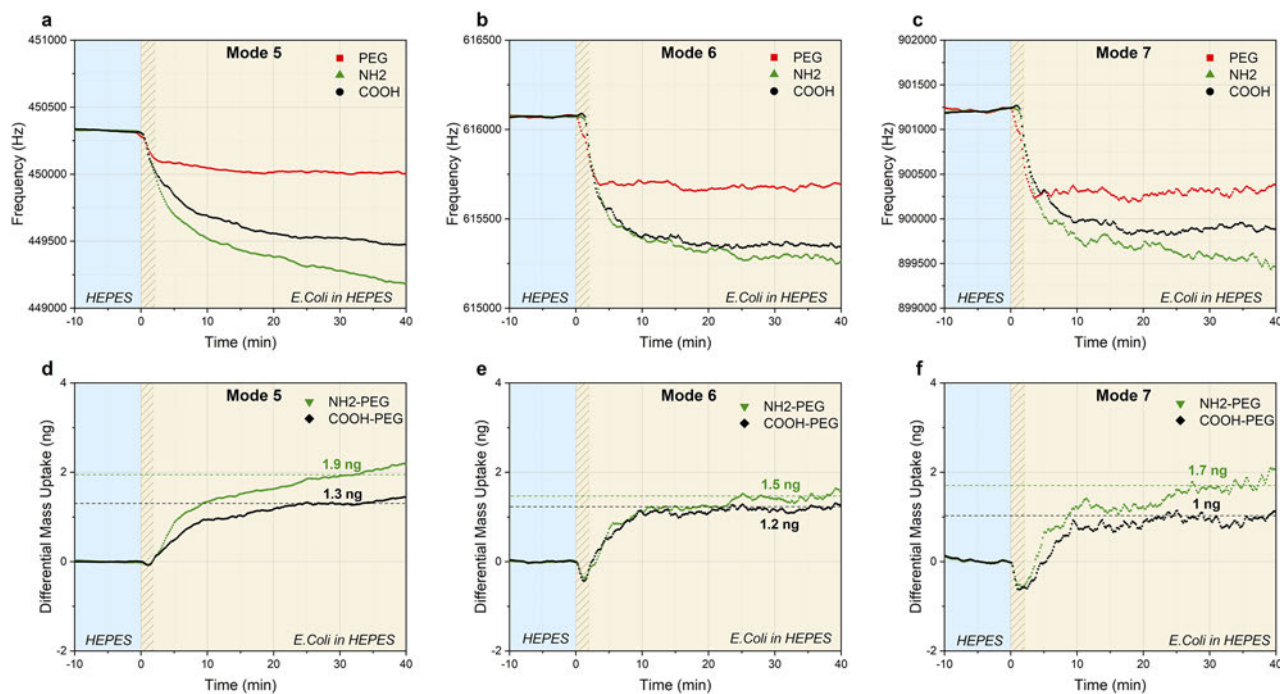 a
Mode 5
PEG
NH2
COOH
Frequency (Hz)
451000
450500
450000
449500
449000
HEPES
E.Coli in HEPES
-10 0 10 20 30 40
Time (min)
b
Mode 6
PEG
NH2
COOH
Frequency (Hz)
616500
616000
615500
615000
HEPES
E.Coli in HEPES
-10 0 10 20 30 40
Time (min)
c
Mode 7
PEG
NH2
COOH
Frequency (Hz)
902000
901500
901000
900500
900000
899500
899000
HEPES
E.Coli in HEPES
-10 0 10 20 30 40
Time (min)
d
Mode 5
NH2-PEG
COOH-PEG
Differential Mass Uptake (ng)
4
2
0
-2
1.9 ng
1.3 ng
HEPES
E.Coli in HEPES
-10 0 10 20 30 40
Time (min)
e
Mode 6
NH2-PEG
COOH-PEG
Differential Mass Uptake (ng)
4
2
0
-2
1.5 ng
1.2 ng
HEPES
E.Coli in HEPES
-10 0 10 20 30 40
Time (min)
f
Mode 7
NH2-PEG
COOH-PEG
Differential Mass Uptake (ng)
4
2
0
-2
1.7 ng
1 ng
HEPES
E.Coli in HEPES
-10 0 10 20 30 40
Time (min)